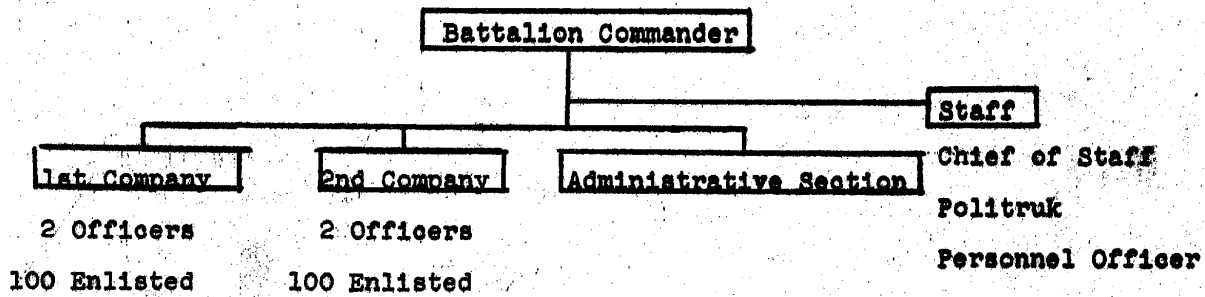 Battalion Commander
Staff
Chief of Staff
Politruk
Personnel Officer
1st Company
2 Officers
100 Enlisted
2nd Company
2 Officers
100 Enlisted
Administrative Section